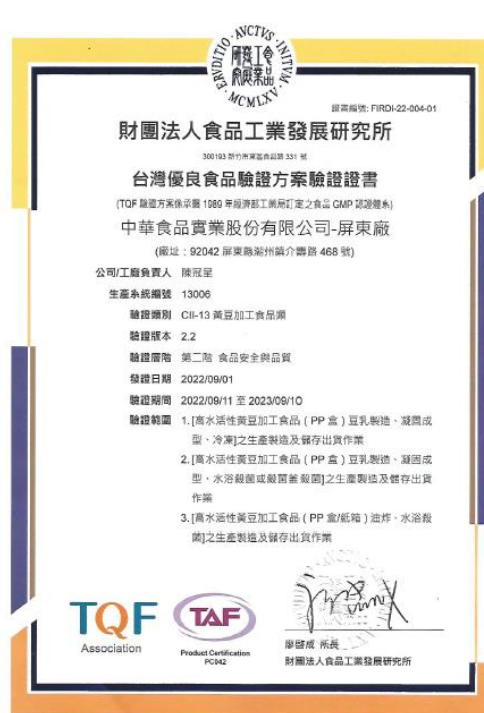 ERVDITIO AVCTVS INITVM
MCMLXV
證書編號: FIRDI-22-004-01
財團法人食品工業發展研究所
300193 新竹市東區食品路 331 號
台灣優良食品驗證方案驗證證書
(TQF 驗證方案係承襲 1989 年經濟部工業局訂定之食品 GMP 認證體系)
中華食品實業股份有限公司-屏東廠
(廠址：92042 屏東縣潮州鎮介壽路 468 號)
公司/工廠負責人 陳冠星
生產系統編號 13006
驗證類別 CII-13 黃豆加工食品類
驗證版本 2.2
驗證層階 第二階 食品安全與品質
發證日期 2022/09/01
驗證期間 2022/09/11 至 2023/09/10
驗證範圍 1.[高水活性黃豆加工食品 ( PP 盒 ) 豆乳製造、凝固成
型、冷凍]之生產製造及儲存出貨作業
2.[高水活性黃豆加工食品 ( PP 盒 ) 豆乳製造、凝固成
型、水浴殺菌或殺菌釜殺菌]之生產製造及儲存出貨
作業
3.[高水活性黃豆加工食品 ( PP 盒/紙箱 ) 油炸、水浴殺
菌]之生產製造及儲存出貨作業
TQF
Association
TAF
Product Certification
PC042
廖啓成 所長
財團法人食品工業發展研究所